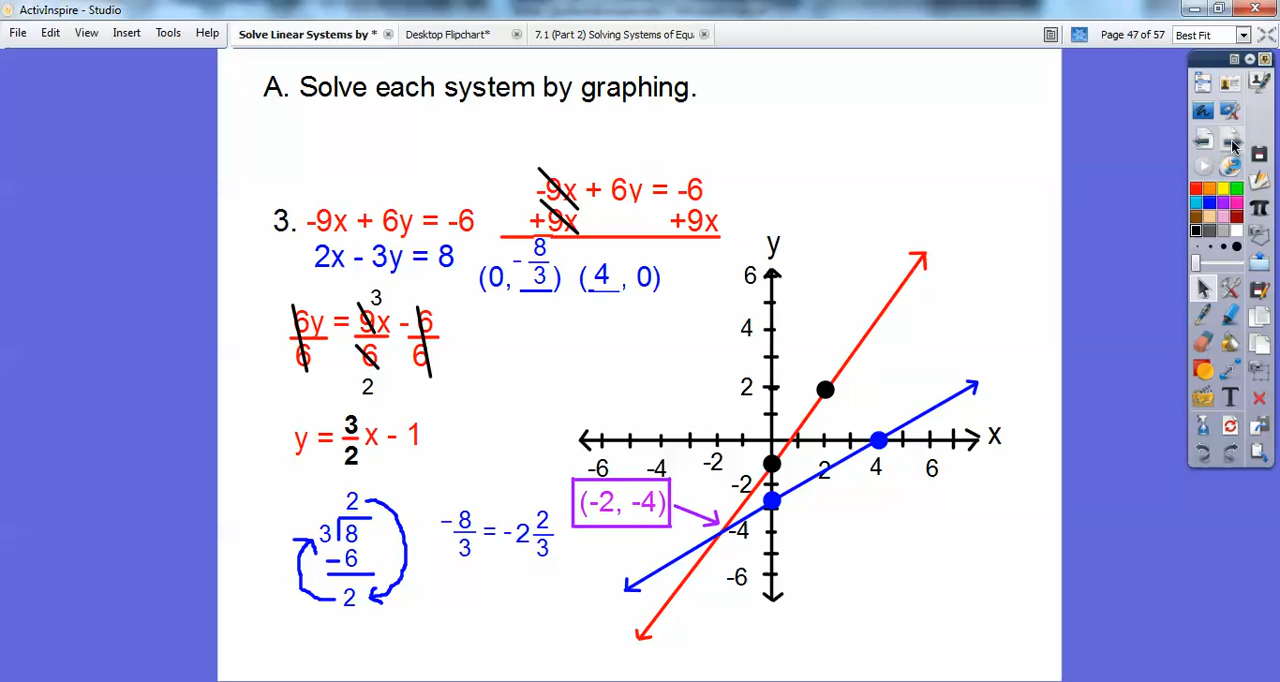 ActivInspire - Studio
File Edit View Insert Tools Help
Solve Linear Systems by * Desktop Flipchart* 7.1 (Part 2) Solving Systems of Equ
Page 47 of 57 Best Fit
A. Solve each system by graphing.
-9x + 6y = -6
+9x +9x
3. -9x + 6y = -6
2x - 3y = 8
(0, -8/3) (4, 0)
3
6y = 9x - 6
6 6 6
2
y = 3/2 x - 1
2
3 8
-6
2
-8/3 = -2 2/3
(-2, -4)
y
6
4
2
-6 -4 -2 2 4 6 x
-2
-4
-6